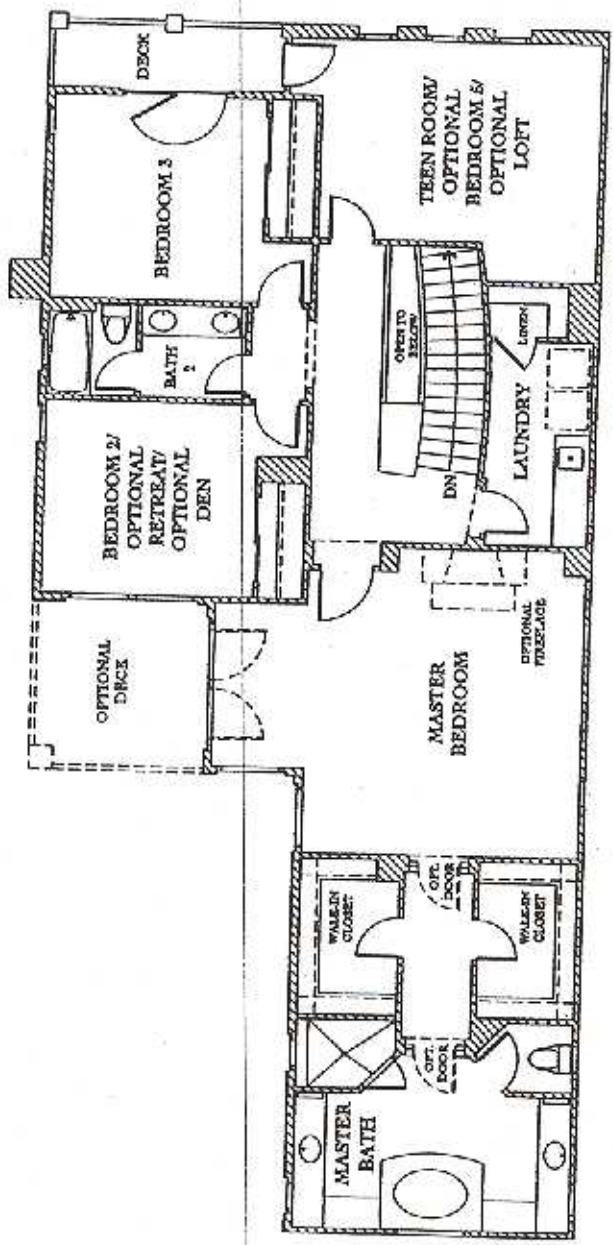 DECK
BEDROOM 3
TEEN ROOM/
OPTIONAL
BEDROOM 5/
OPTIONAL
LOFT
BATH
2
OPEN TO
BELOW
LINEN
LAUNDRY
DN
BEDROOM 2/
OPTIONAL
RETREAT/
OPTIONAL
DEN
OPTIONAL
DECK
MASTER
BEDROOM
OPTIONAL
FIREPLACE
WALK-IN
CLOSET
OPT.
DOOR
WALK-IN
CLOSET
OPT.
DOOR
MASTER
BATH